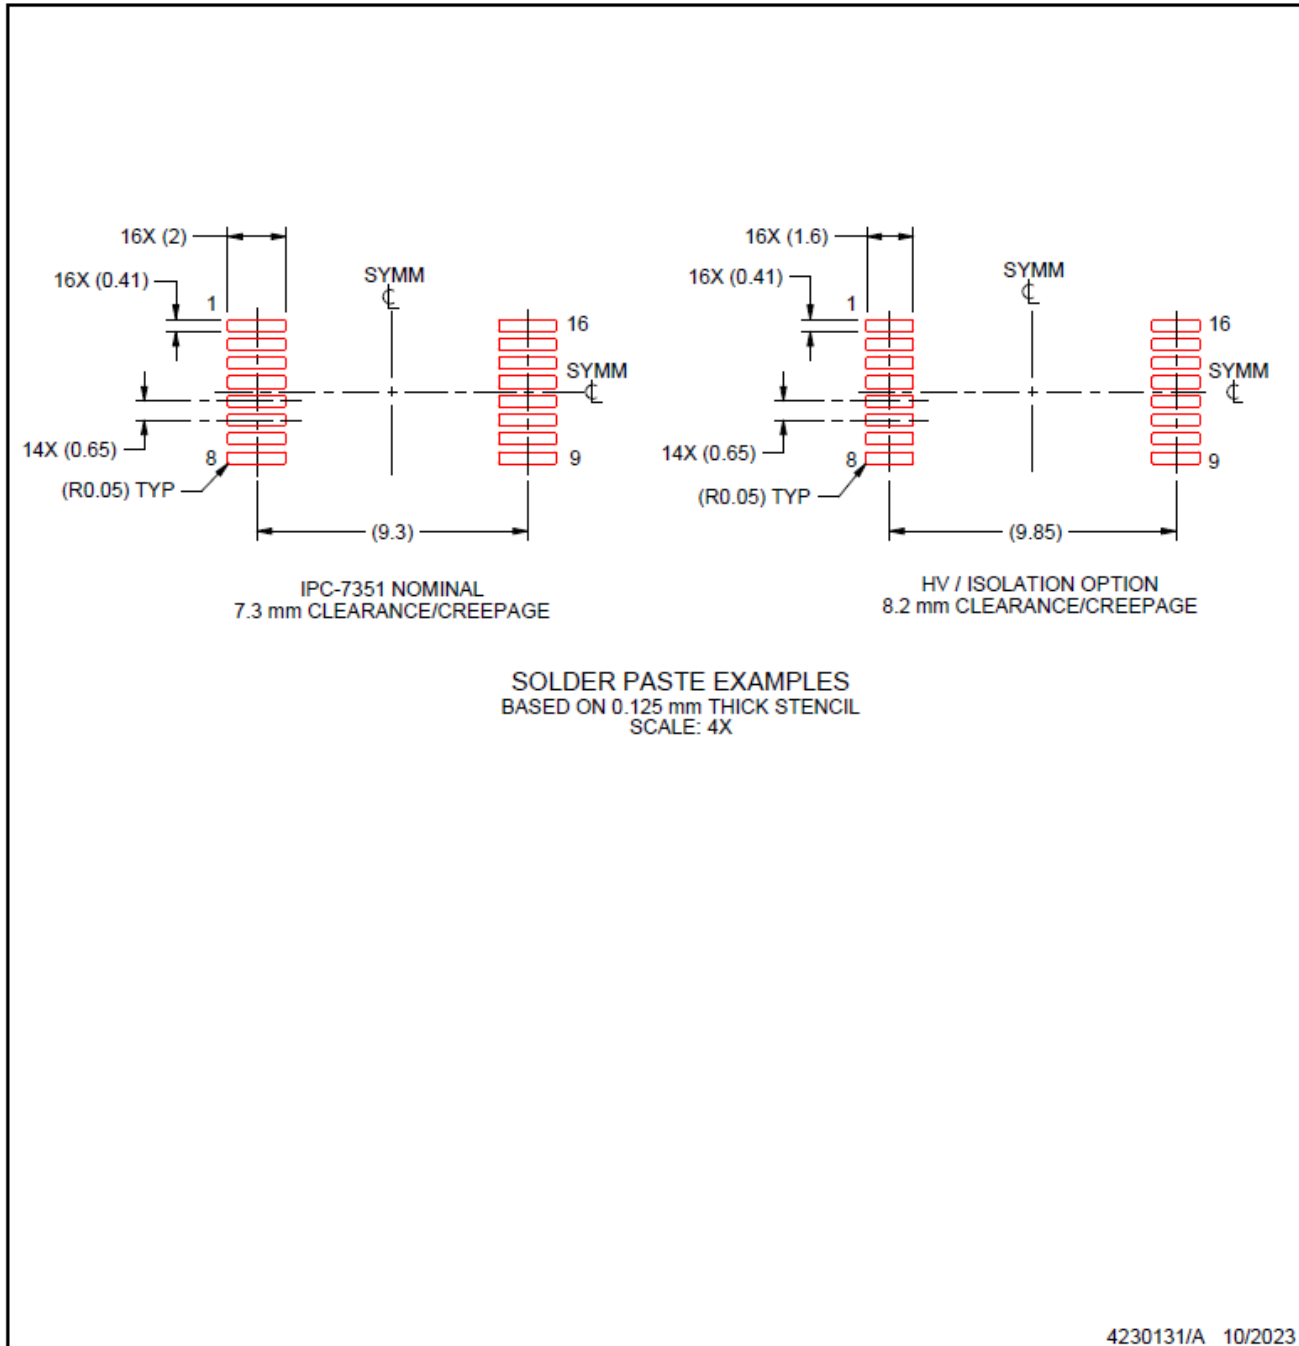 16X (2)
16X (0.41)
1
SYMM
16
SYMM
14X (0.65)
8
9
(R0.05) TYP
(9.3)
IPC-7351 NOMINAL
7.3 mm CLEARANCE/CREEPAGE
16X (1.6)
16X (0.41)
1
SYMM
16
SYMM
14X (0.65)
8
9
(R0.05) TYP
(9.85)
HV / ISOLATION OPTION
8.2 mm CLEARANCE/CREEPAGE
SOLDER PASTE EXAMPLES
BASED ON 0.125 mm THICK STENCIL
SCALE: 4X
4230131/A 10/2023